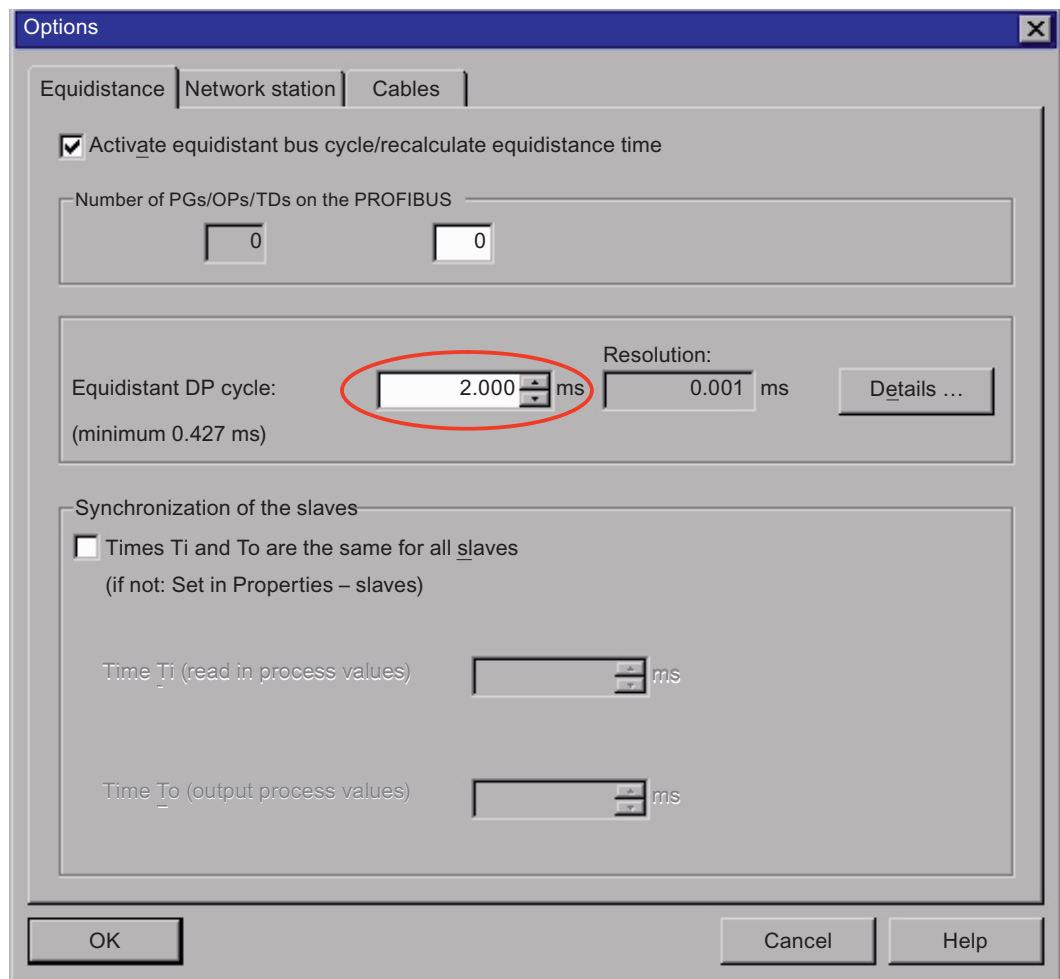 Options
Equidistance Network station Cables
Activate equidistant bus cycle/recalculate equidistance time
Number of PGs/OPs/TDs on the PROFIBUS
0 0
Resolution:
Equidistant DP cycle: 2.000 ms 0.001 ms Details ...
(minimum 0.427 ms)
Synchronization of the slaves
Times Ti and To are the same for all slaves
(if not: Set in Properties – slaves)
Time Ti (read in process values) ms
Time To (output process values) ms
OK Cancel Help